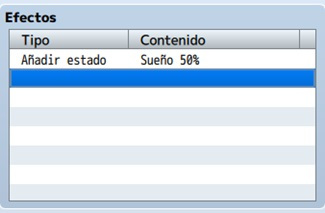 Efectos
Tipo Contenido
Añadir estado Sueño 50%